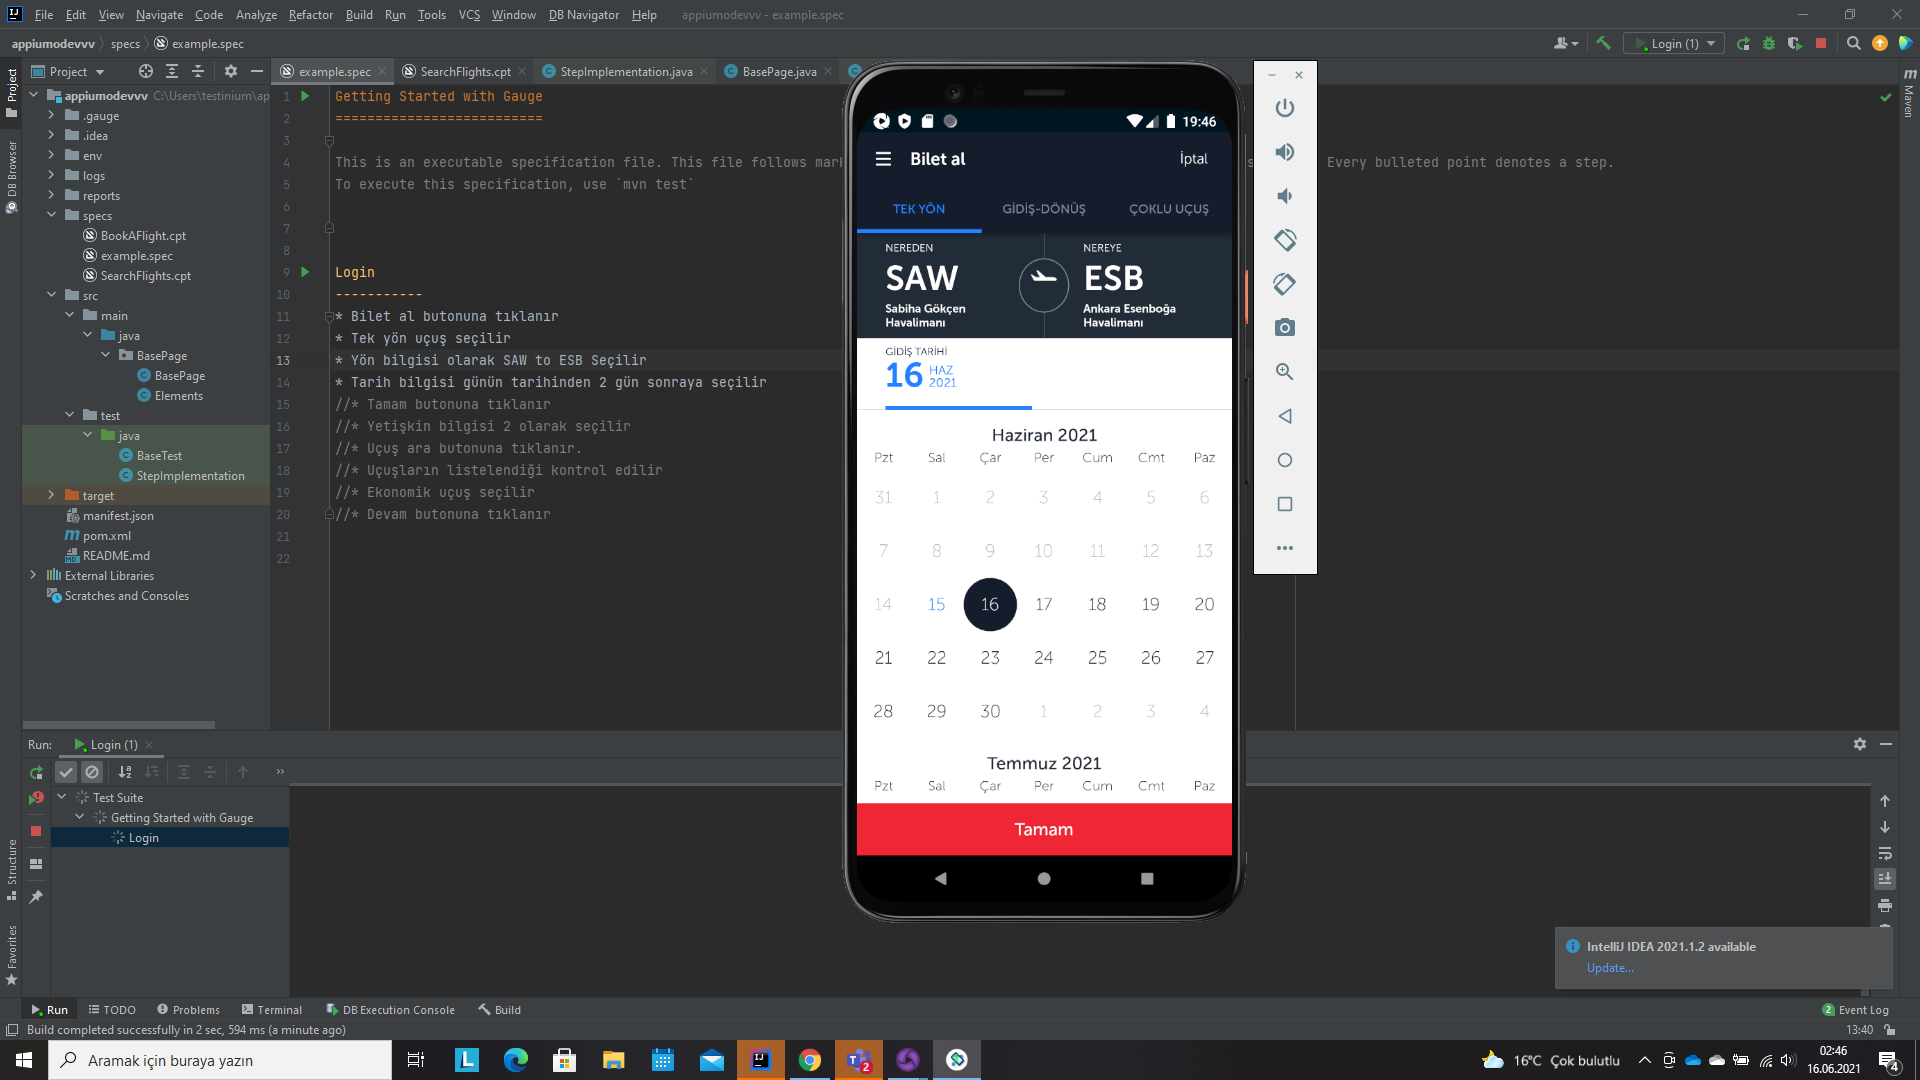 File Edit View Navigate Code Analyze Refactor Build Run Tools VCS Window DB Navigator Help appiumodevvv - example.spec
appiumodevvv specs example.spec
Login (1)
Project
example.spec
SearchFlights.cpt
StepImplementation.java
BasePage.java
Project
DB Browser
Structure
Favorites
Maven
appiumodevvv C:\Users\testinium\ap
.gauge
.idea
env
logs
reports
specs
BookAFlight.cpt
example.spec
SearchFlights.cpt
src
main
java
BasePage
BasePage
Elements
test
java
BaseTest
StepImplementation
target
manifest.json
pom.xml
README.md
External Libraries
Scratches and Consoles
1 Getting Started with Gauge
2 ==========================
3
4 This is an executable specification file. This file follows mar
Every bulleted point denotes a step.
5 To execute this specification, use `mvn test`
6
7
8
9 Login
10 -----------
11 * Bilet al butonuna tıklanır
12 * Tek yön uçuş seçilir
13 * Yön bilgisi olarak SAW to ESB Seçilir
14 * Tarih bilgisi günün tarihinden 2 gün sonraya seçilir
15 //* Tamam butonuna tıklanır
16 //* Yetişkin bilgisi 2 olarak seçilir
17 //* Uçuş ara butonuna tıklanır.
18 //* Uçuşların listelendiği kontrol edilir
19 //* Ekonomik uçuş seçilir
20 //* Devam butonuna tıklanır
21
22
19:46
Bilet al
İptal
TEK YÖN GİDİŞ-DÖNÜŞ ÇOKLU UÇUŞ
NEREDEN NEREYE
SAW ESB
Sabiha Gökçen Ankara Esenboğa
Havalimanı Havalimanı
GİDİŞ TARİHİ
16 HAZ
2021
Haziran 2021
Pzt Sal Çar Per Cum Cmt Paz
31 1 2 3 4 5 6
7 8 9 10 11 12 13
14 15 16 17 18 19 20
21 22 23 24 25 26 27
28 29 30 1 2 3 4
Temmuz 2021
Pzt Sal Çar Per Cum Cmt Paz
Tamam
Run: Login (1)
Test Suite
Getting Started with Gauge
Login
IntelliJ IDEA 2021.1.2 available
Update...
Run TODO Problems Terminal DB Execution Console Build
2 Event Log
Build completed successfully in 2 sec, 594 ms (a minute ago)
13:40
Aramak için buraya yazın
L
2
16°C Çok bulutlu
02:46
16.06.2021
4